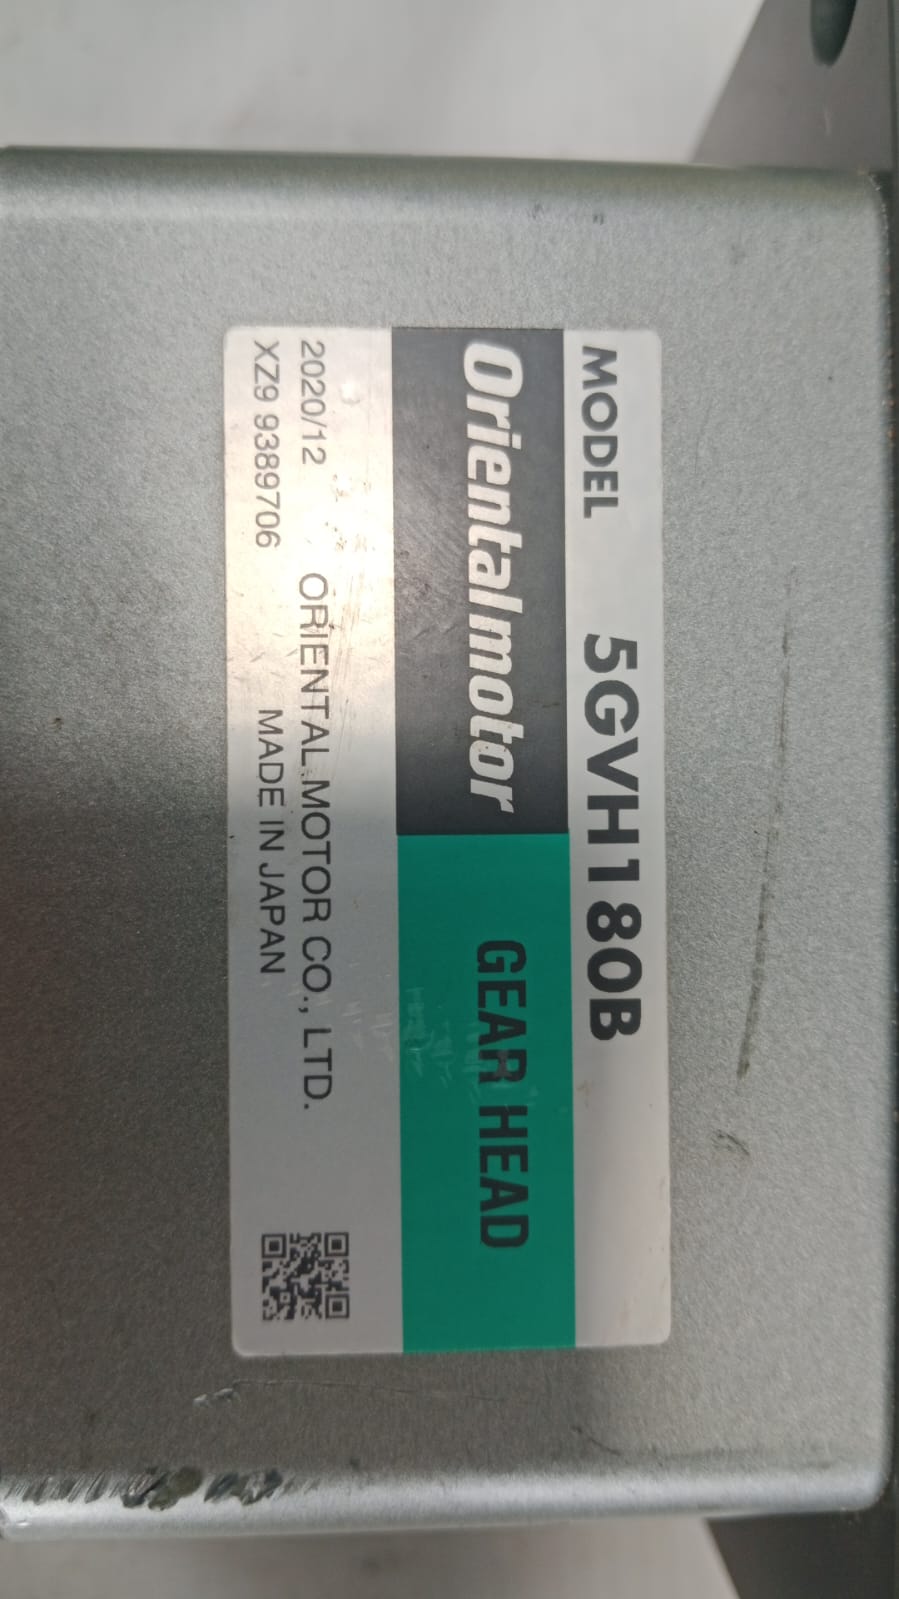 MODEL 5GVH180B
Orientalmotor GEAR HEAD
2020/12 ORIENTAL MOTOR CO., LTD.
XZ9 9389706 MADE IN JAPAN